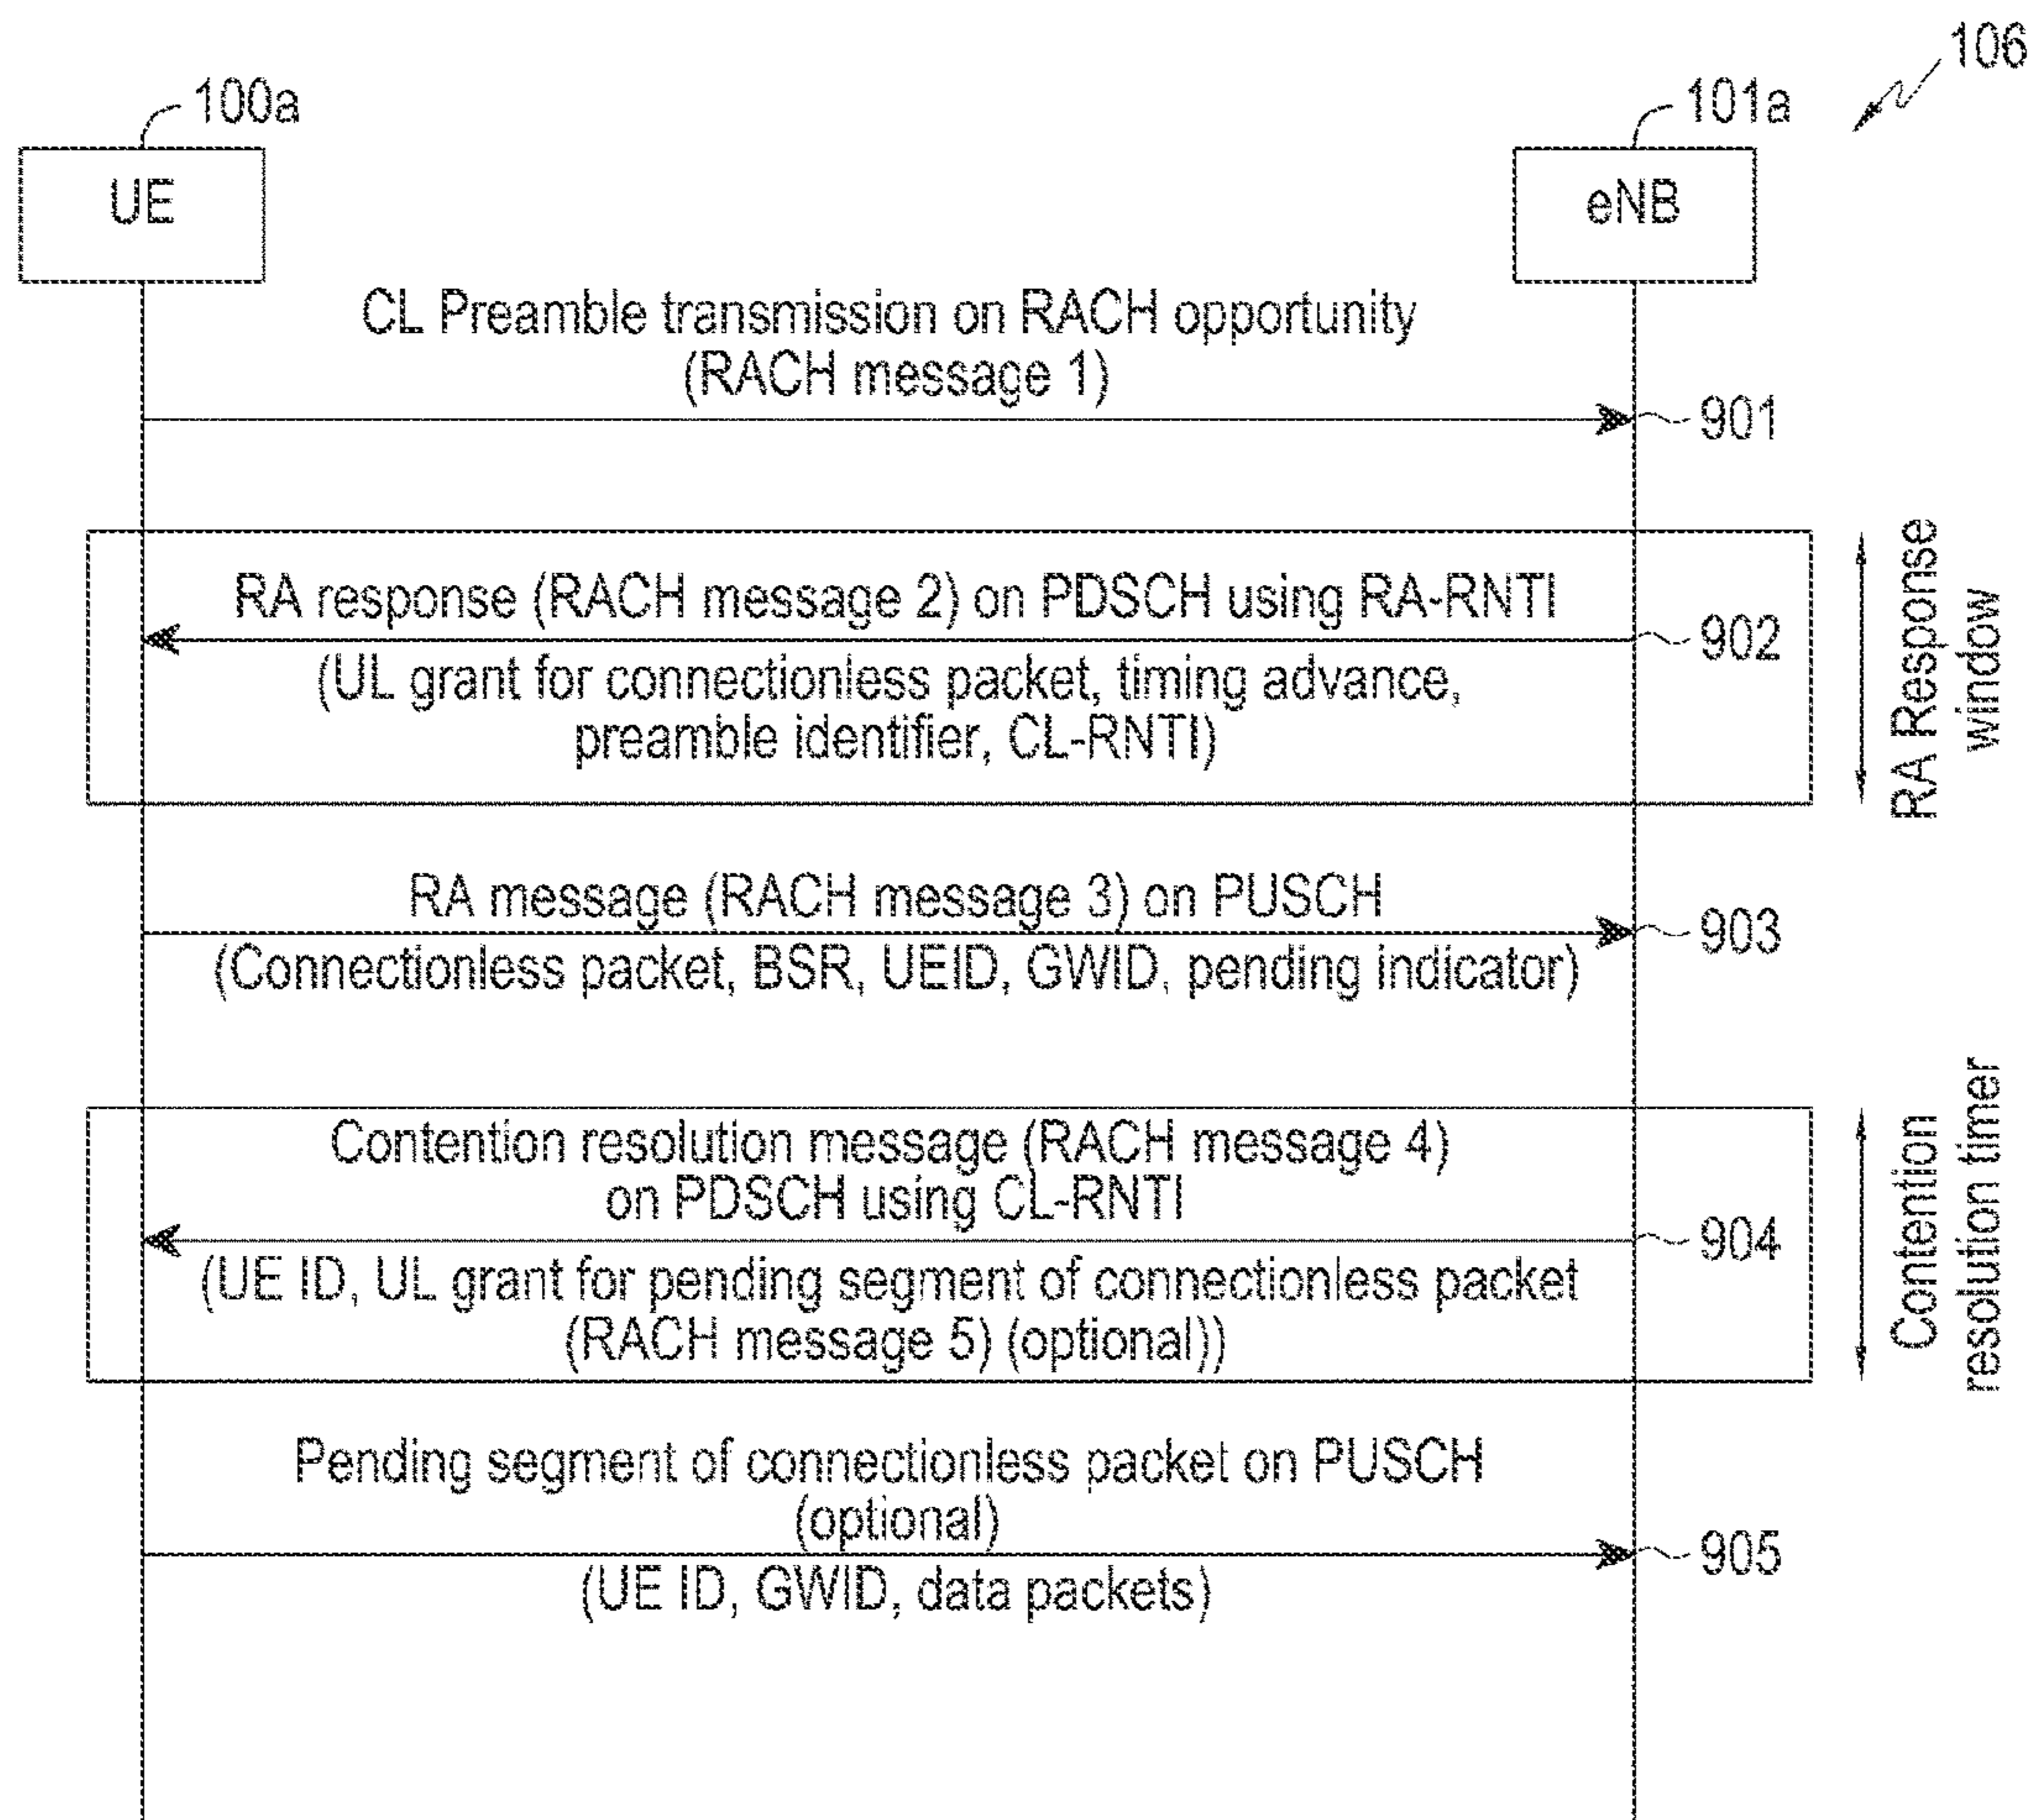 106
100a
101a
UE
eNB
CL Preamble transmission on RACH opportunity
(RACH message 1)
901
RA response (RACH message 2) on PDSCH using RA-RNTI
902
(UL grant for connectionless packet, timing advance,
preamble identifier, CL-RNTI)
RA Response
window
RA message (RACH message 3) on PUSCH
903
(Connectionless packet, BSR, UEID, GWID, pending indicator)
Contention resolution message (RACH message 4)
on PDSCH using CL-RNTI
904
(UE ID, UL grant for pending segment of connectionless packet
(RACH message 5) (optional))
Contention
resolution timer
Pending segment of connectionless packet on PUSCH
(optional)
905
(UE ID, GWID, data packets)